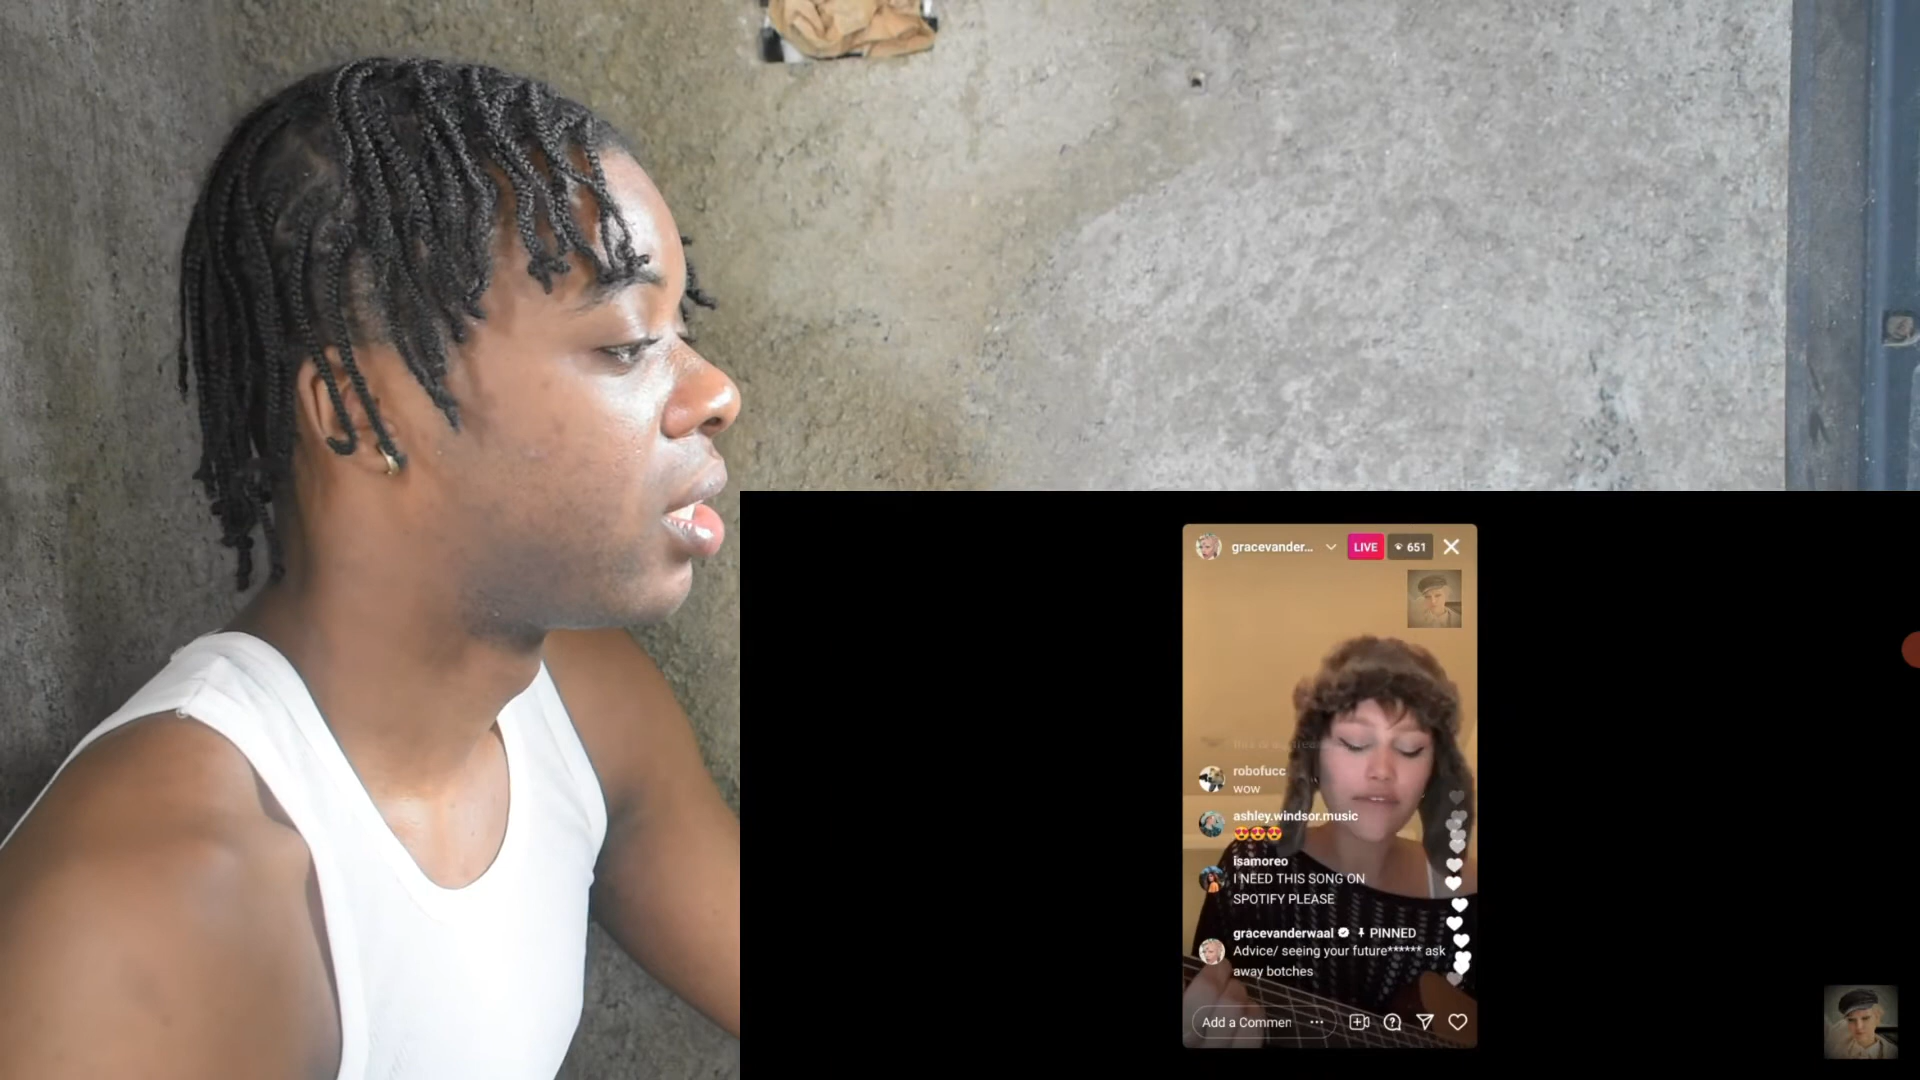 gracevander...
LIVE
651
robofucc
wow
ashley.windsor.music
😍😍😍
isamoreo
I NEED THIS SONG ON
SPOTIFY PLEASE
gracevanderwaal PINNED
Advice/ seeing your future****** ask
away botches
Add a Commen